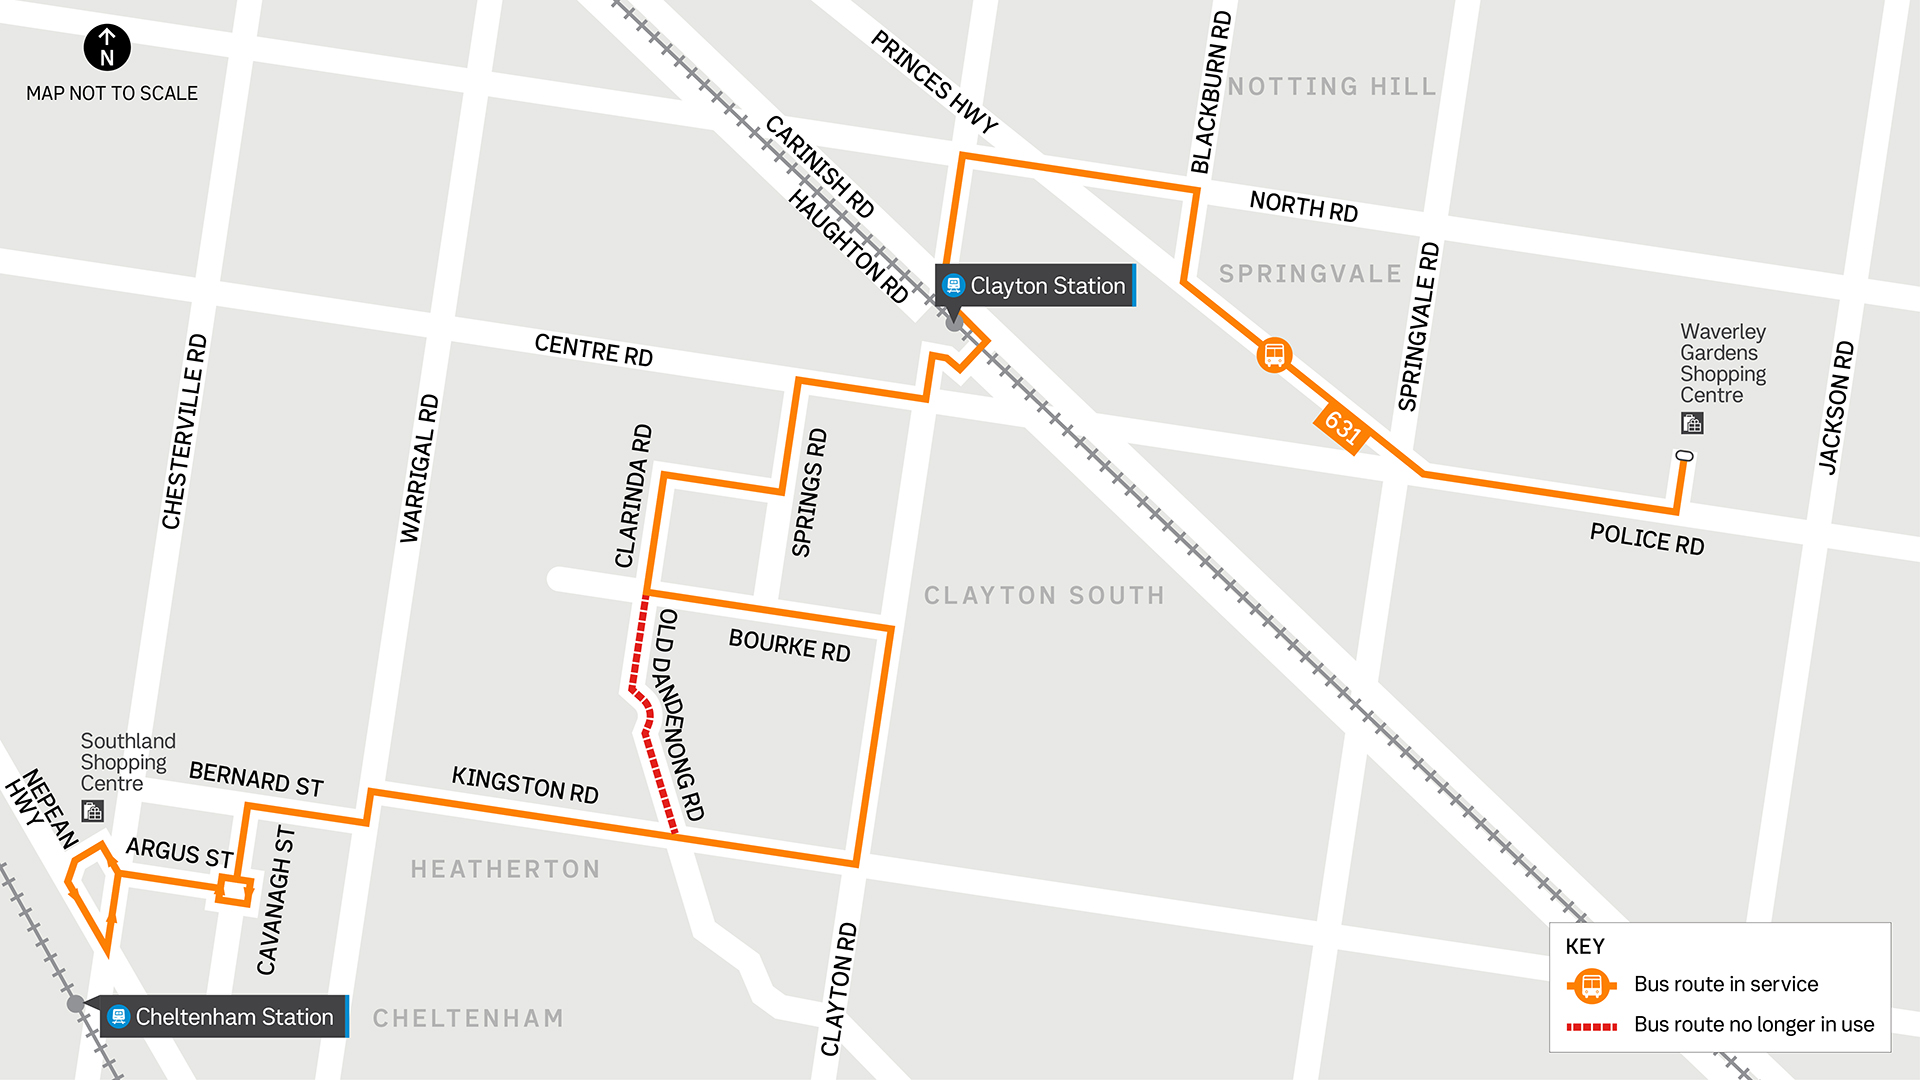 N
MAP NOT TO SCALE
PRINCES HWY
BLACKBURN RD
NOTTING HILL
CARINISH RD
HAUGHTON RD
NORTH RD
SPRINGVALE
Clayton Station
SPRINGVALE RD
Waverley
Gardens
Shopping
Centre
JACKSON RD
CHESTERVILLE RD
CENTRE RD
WARRIGAL RD
CLARINDA RD
SPRINGS RD
631
POLICE RD
CLAYTON SOUTH
OLD DANDENONG RD
BOURKE RD
Southland
Shopping
Centre
NEPEAN
HWY
BERNARD ST
KINGSTON RD
ARGUS ST
CAVANAGH ST
HEATHERTON
CLAYTON RD
Cheltenham Station
CHELTENHAM
KEY
Bus route in service
Bus route no longer in use